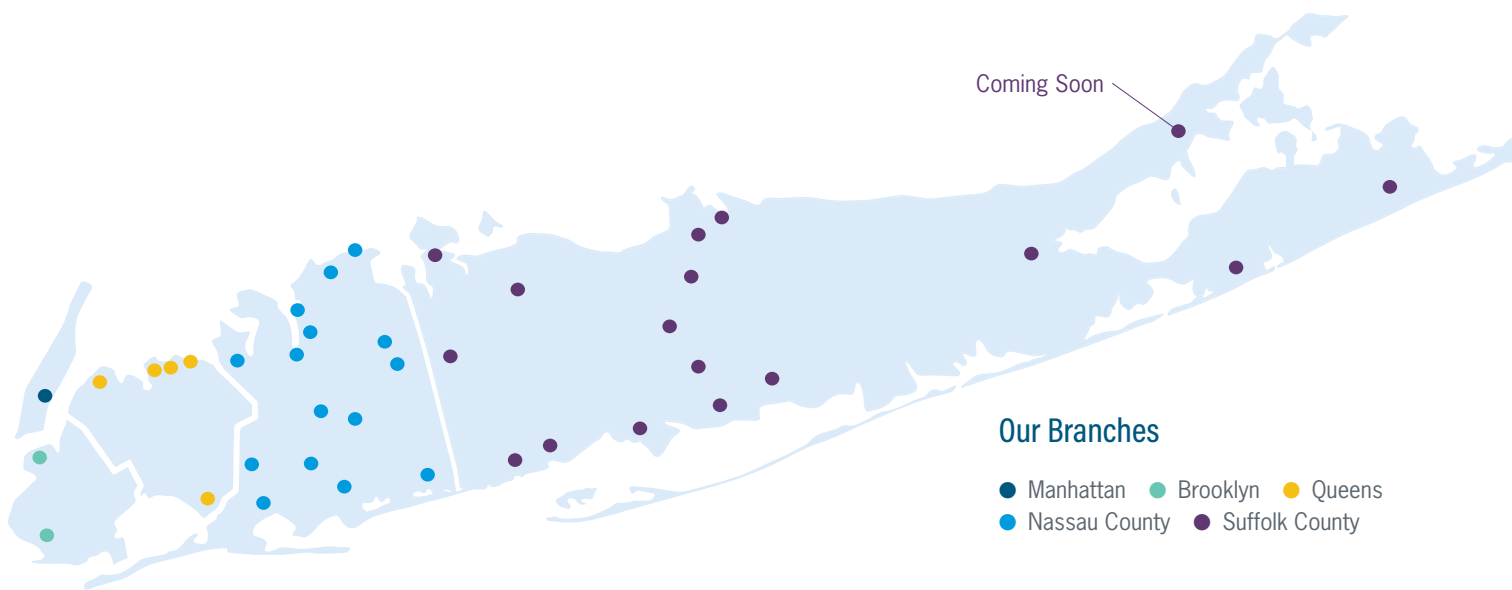 Coming Soon
Our Branches
Manhattan Brooklyn Queens
Nassau County Suffolk County